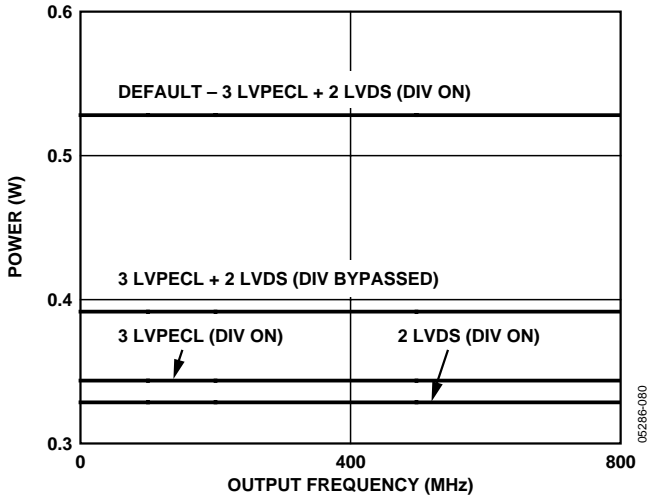 0.6
DEFAULT – 3 LVPECL + 2 LVDS (DIV ON)
0.5
POWER (W)
3 LVPECL + 2 LVDS (DIV BYPASSED)
0.4
3 LVPECL (DIV ON)
2 LVDS (DIV ON)
0.3
0
400
800
OUTPUT FREQUENCY (MHz)
05286-080